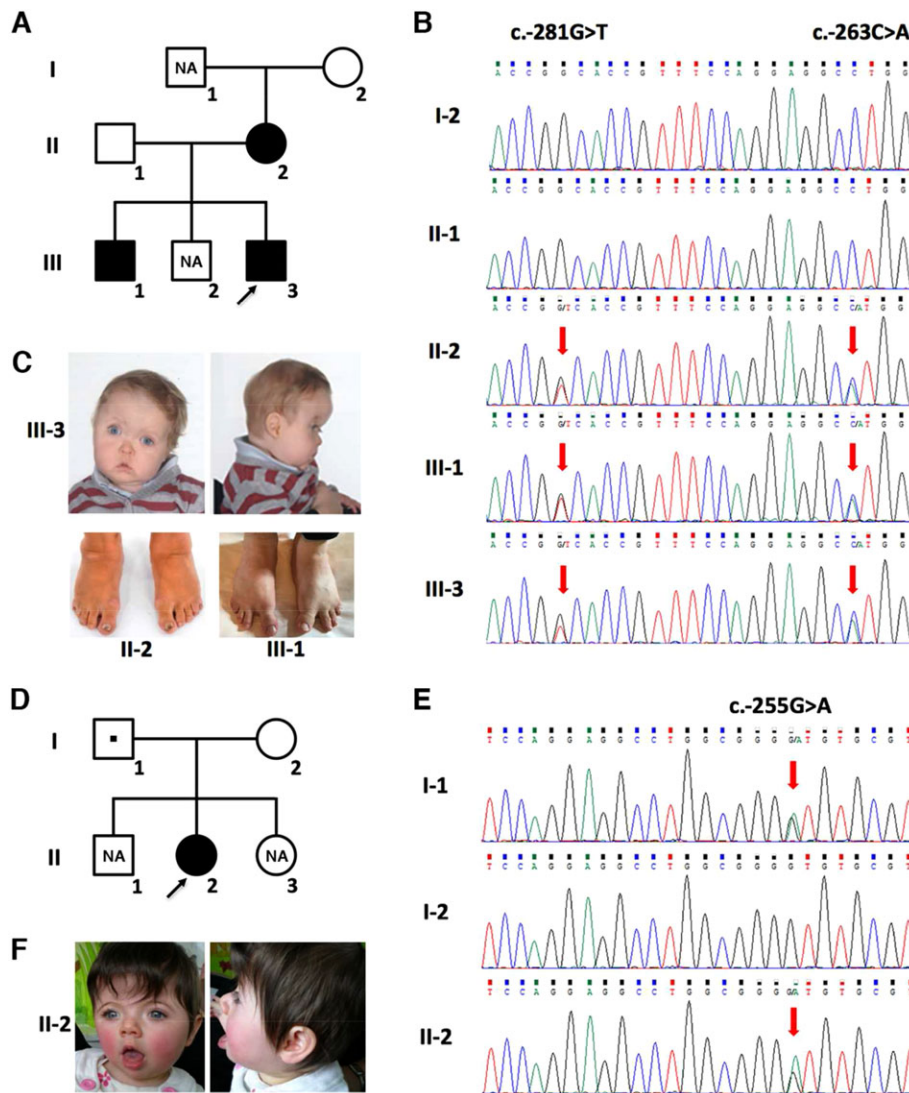 A
I
NA
1
2
II
1
2
III
1
NA
2
3
B
c.-281G>T
c.-263C>A
A C C G G C A C C G T T T C C A G G A G G C C T G G
I-2
A C C G G C A C C G T T T C C A G G A G G C C T G G
II-1
A C C G G/T C A C C G T T T C C A G G A G G C C/A T G G
II-2
A C C G G/T C A C C G T T T C C A G G A G G C C/A T G G
III-1
A C C G G/T C A C C G T T T C C A G G A G G C C/A T G G
III-3
C
III-3
II-2
III-1
D
I
1
2
II
NA
1
2
NA
3
E
c.-255G>A
T C C A G G A G G C C T G G C G G G G/A T G T G C G T
I-1
T C C A G G A G G C C T G G C G G G G T G T G C G T
I-2
T C C A G G A G G C C T G G C G G G G/A T G T G C G T
II-2
F
II-2